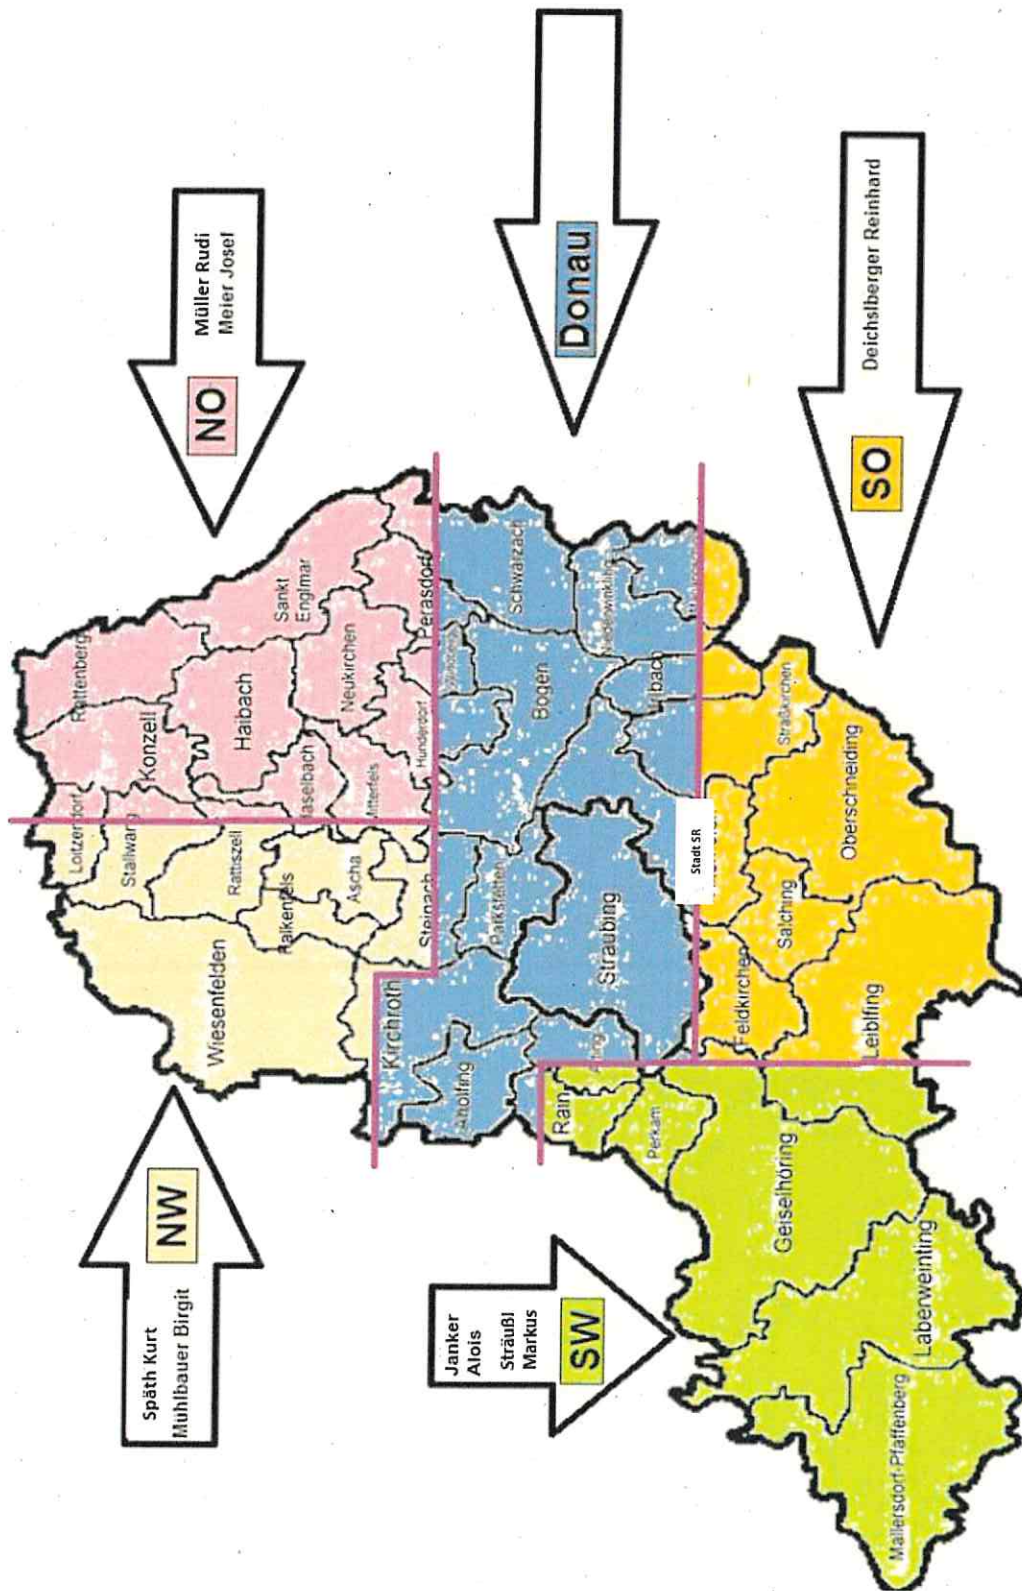 Späth Kurt
Mühlbauer Birgit
NW
Müller Rudi
Meier Josef
NO
Donau
Deichslberger Reinhard
SO
Janker
Alois
Sträußl
Markus
SW
Rattenberg
Loitzendorf
Konzell
Stallwang
Haibach
Sankt
Englmar
Wiesenfelden
Rattiszell
Haselbach
Neukirchen
Falkenfels
Ascha
Mitterfels
Hunderdorf
Perasdorf
Steinach
Kirchroth
Parkstetten
Bogen
Schwarzach
Niederwinkling
Aholfing
Straubing
Irlbach
Rain
Atting
Perkam
Stadt SR
Feldkirchen
Salching
Straßkirchen
Oberschneiding
Leiblfing
Geiselhöring
Laberweinting
Mallersdorf-Pfaffenberg